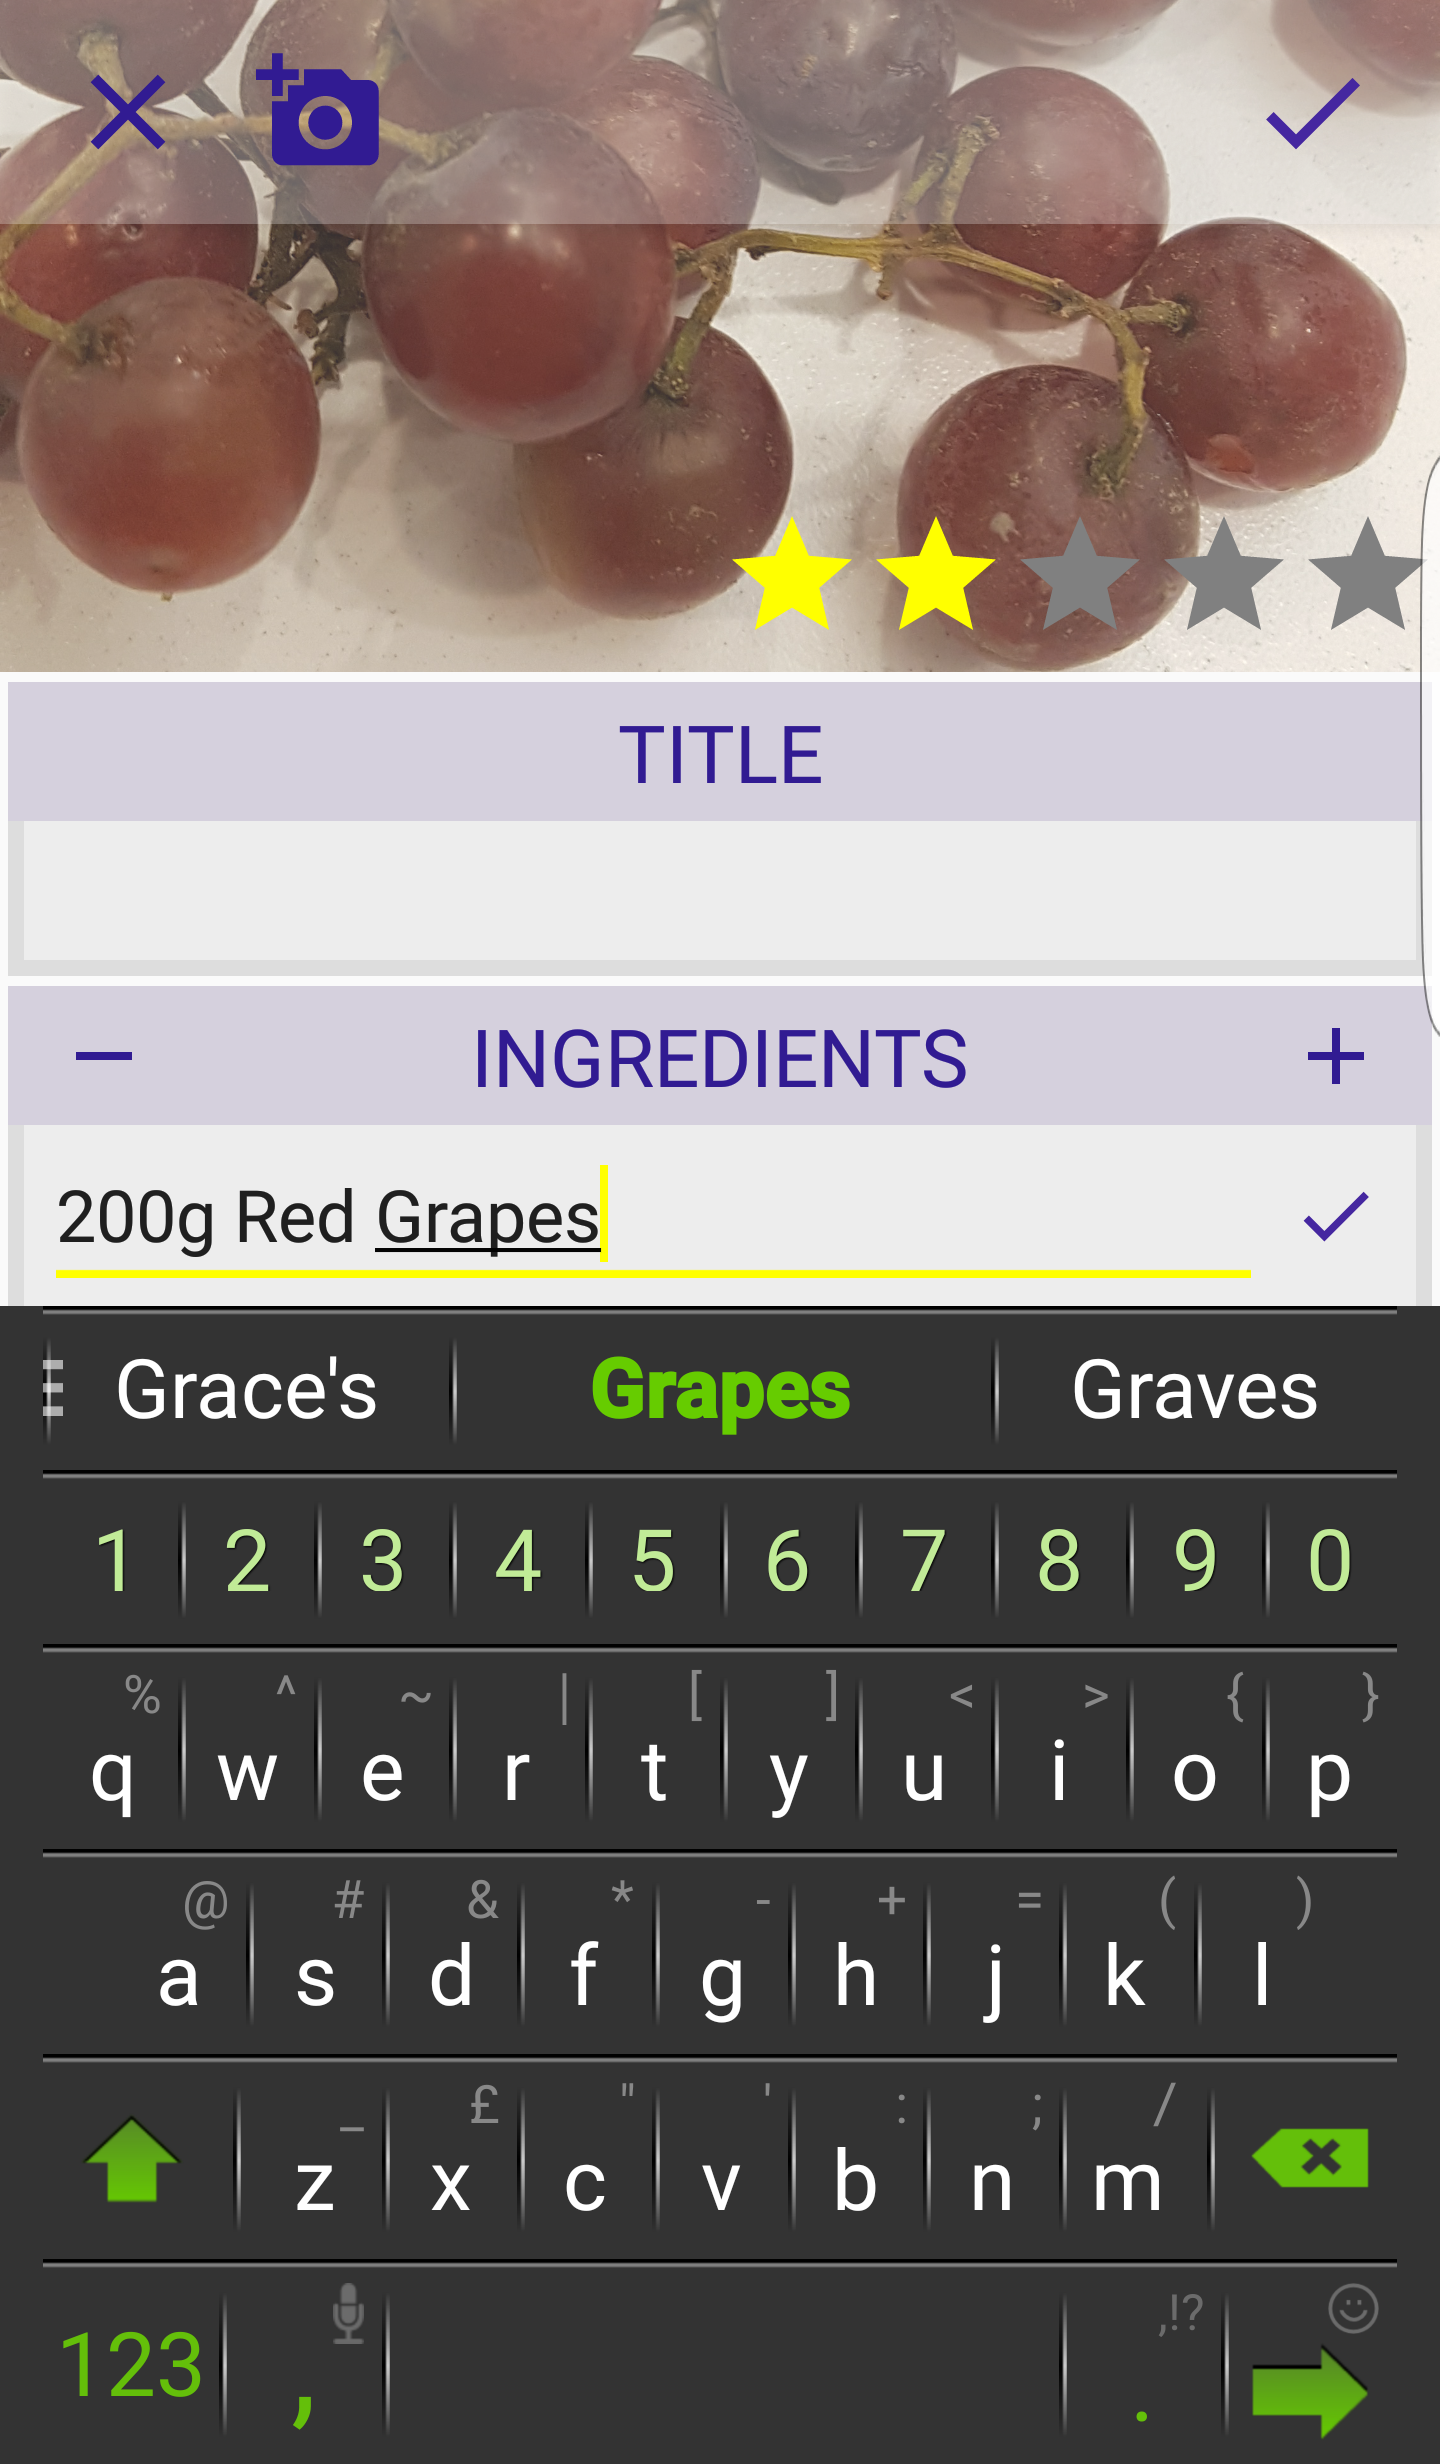 TITLE
INGREDIENTS
200g Red Grapes
Grace's Grapes Graves
1 2 3 4 5 6 7 8 9 0
% ^ ~ | [ ] < > { }
q w e r t y u i o p
@ # & * - + = ( )
a s d f g h j k l
_ £ " ' : ; /
z x c v b n m
,!?
123 , .